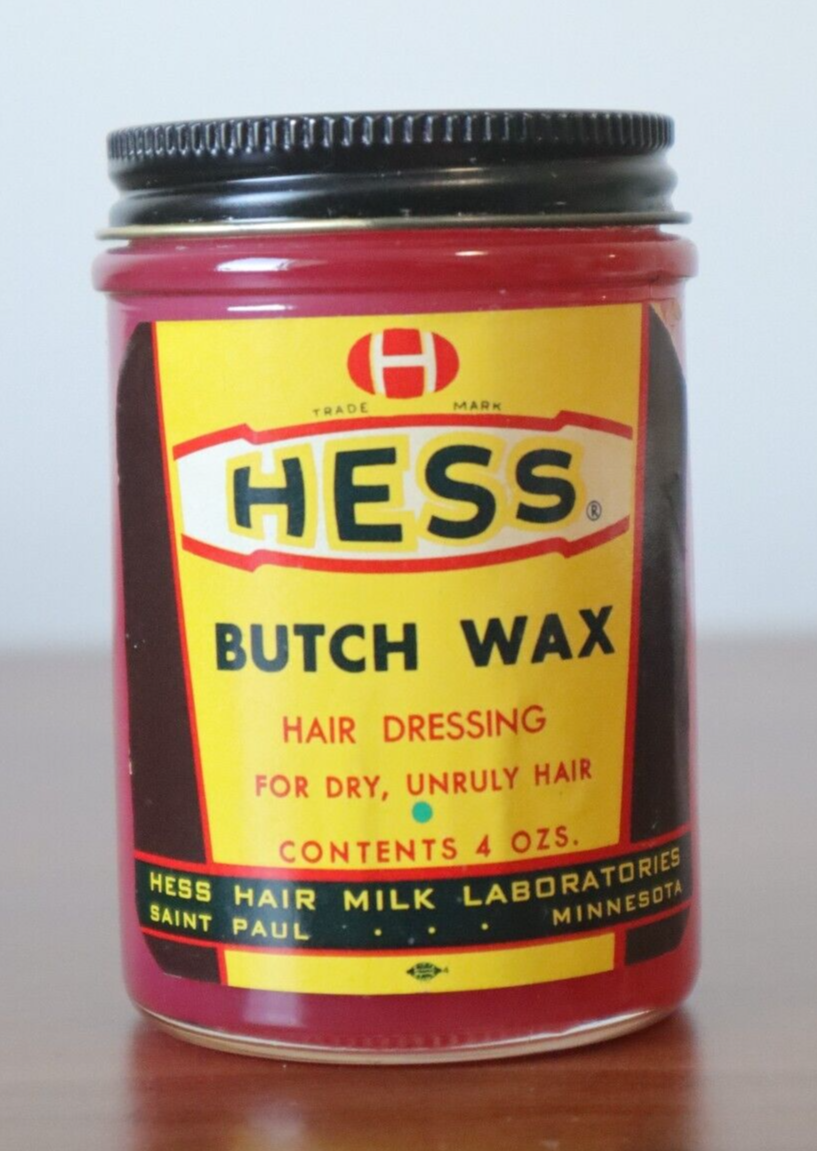 H
TRADE MARK
HESS®
BUTCH WAX
HAIR DRESSING
FOR DRY, UNRULY HAIR
CONTENTS 4 OZS.
HESS HAIR MILK LABORATORIES
SAINT PAUL . . . MINNESOTA